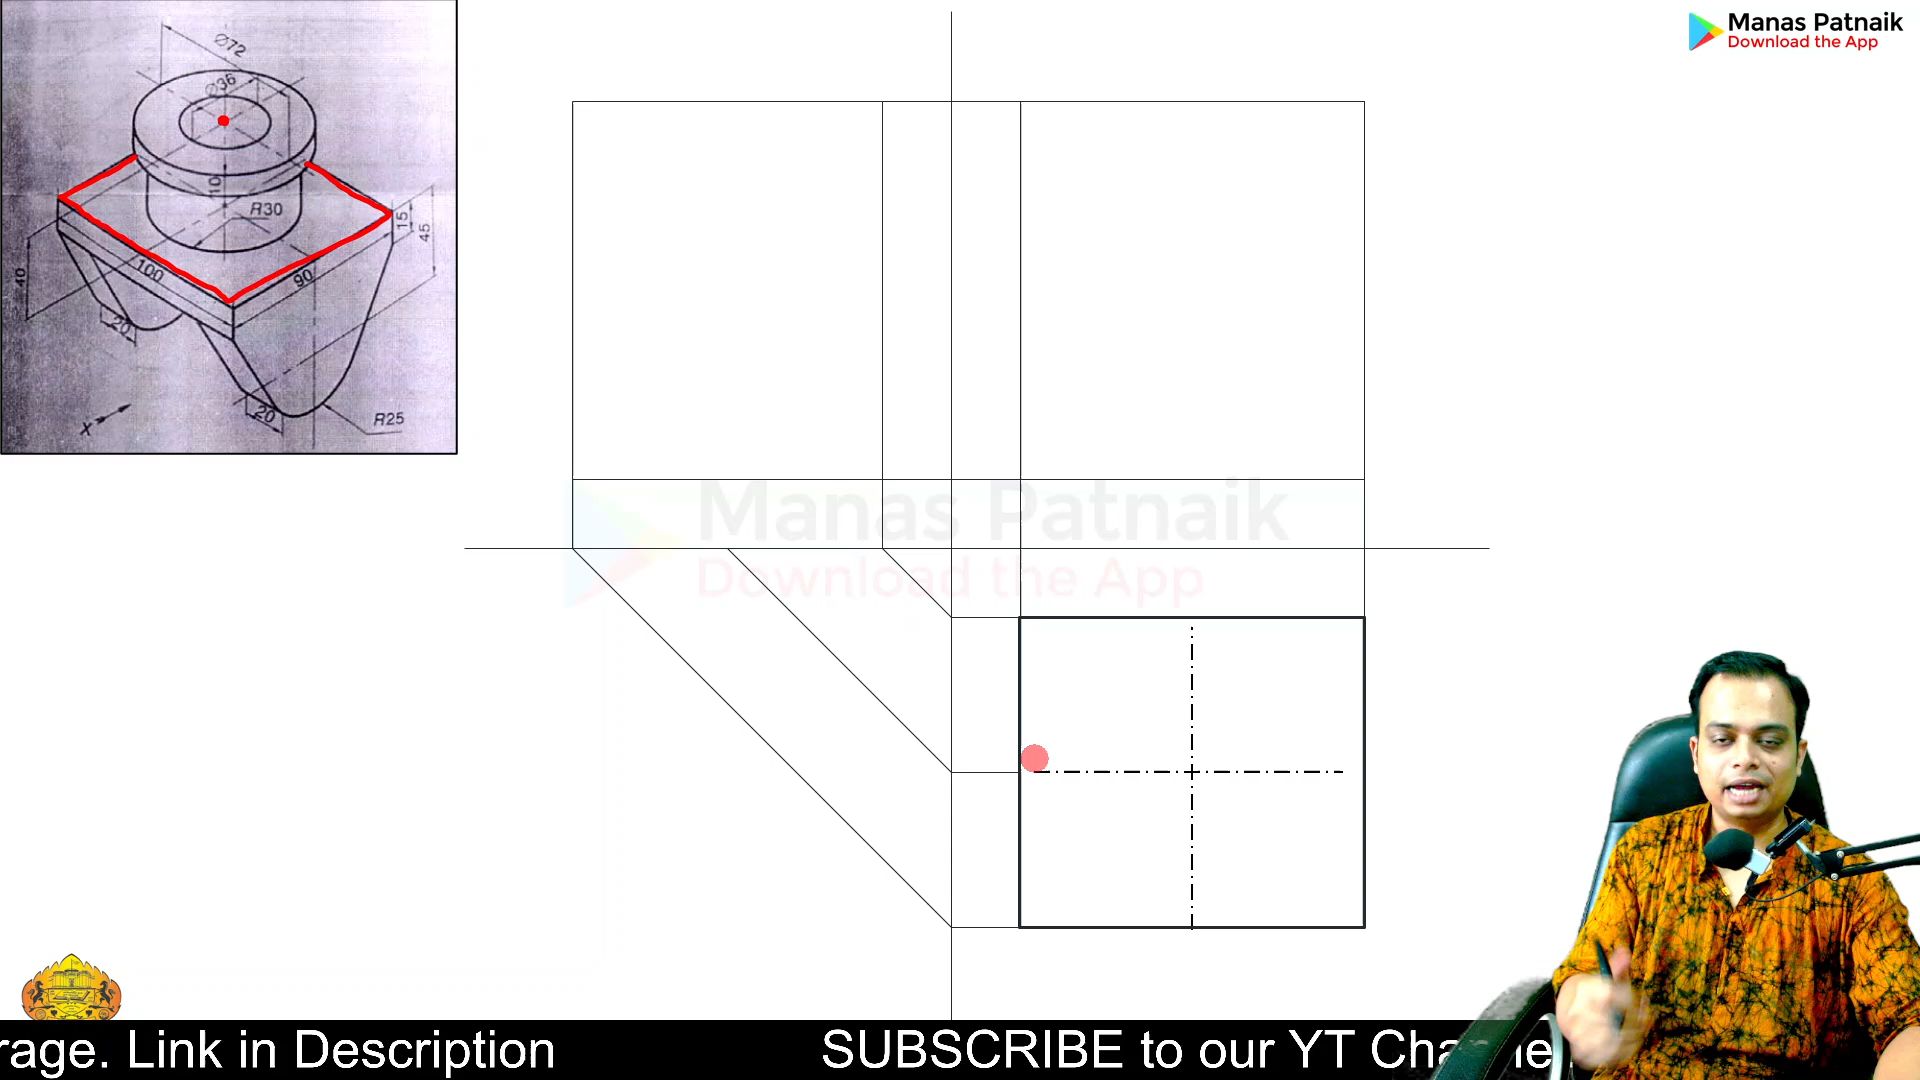 Manas Patnaik
Download the App
Ø72
Ø36
10
R30
15
45
40
100
90
20
20
R25
X
Manas Patnaik
Download the App
rage. Link in Description
SUBSCRIBE to our YT Cha